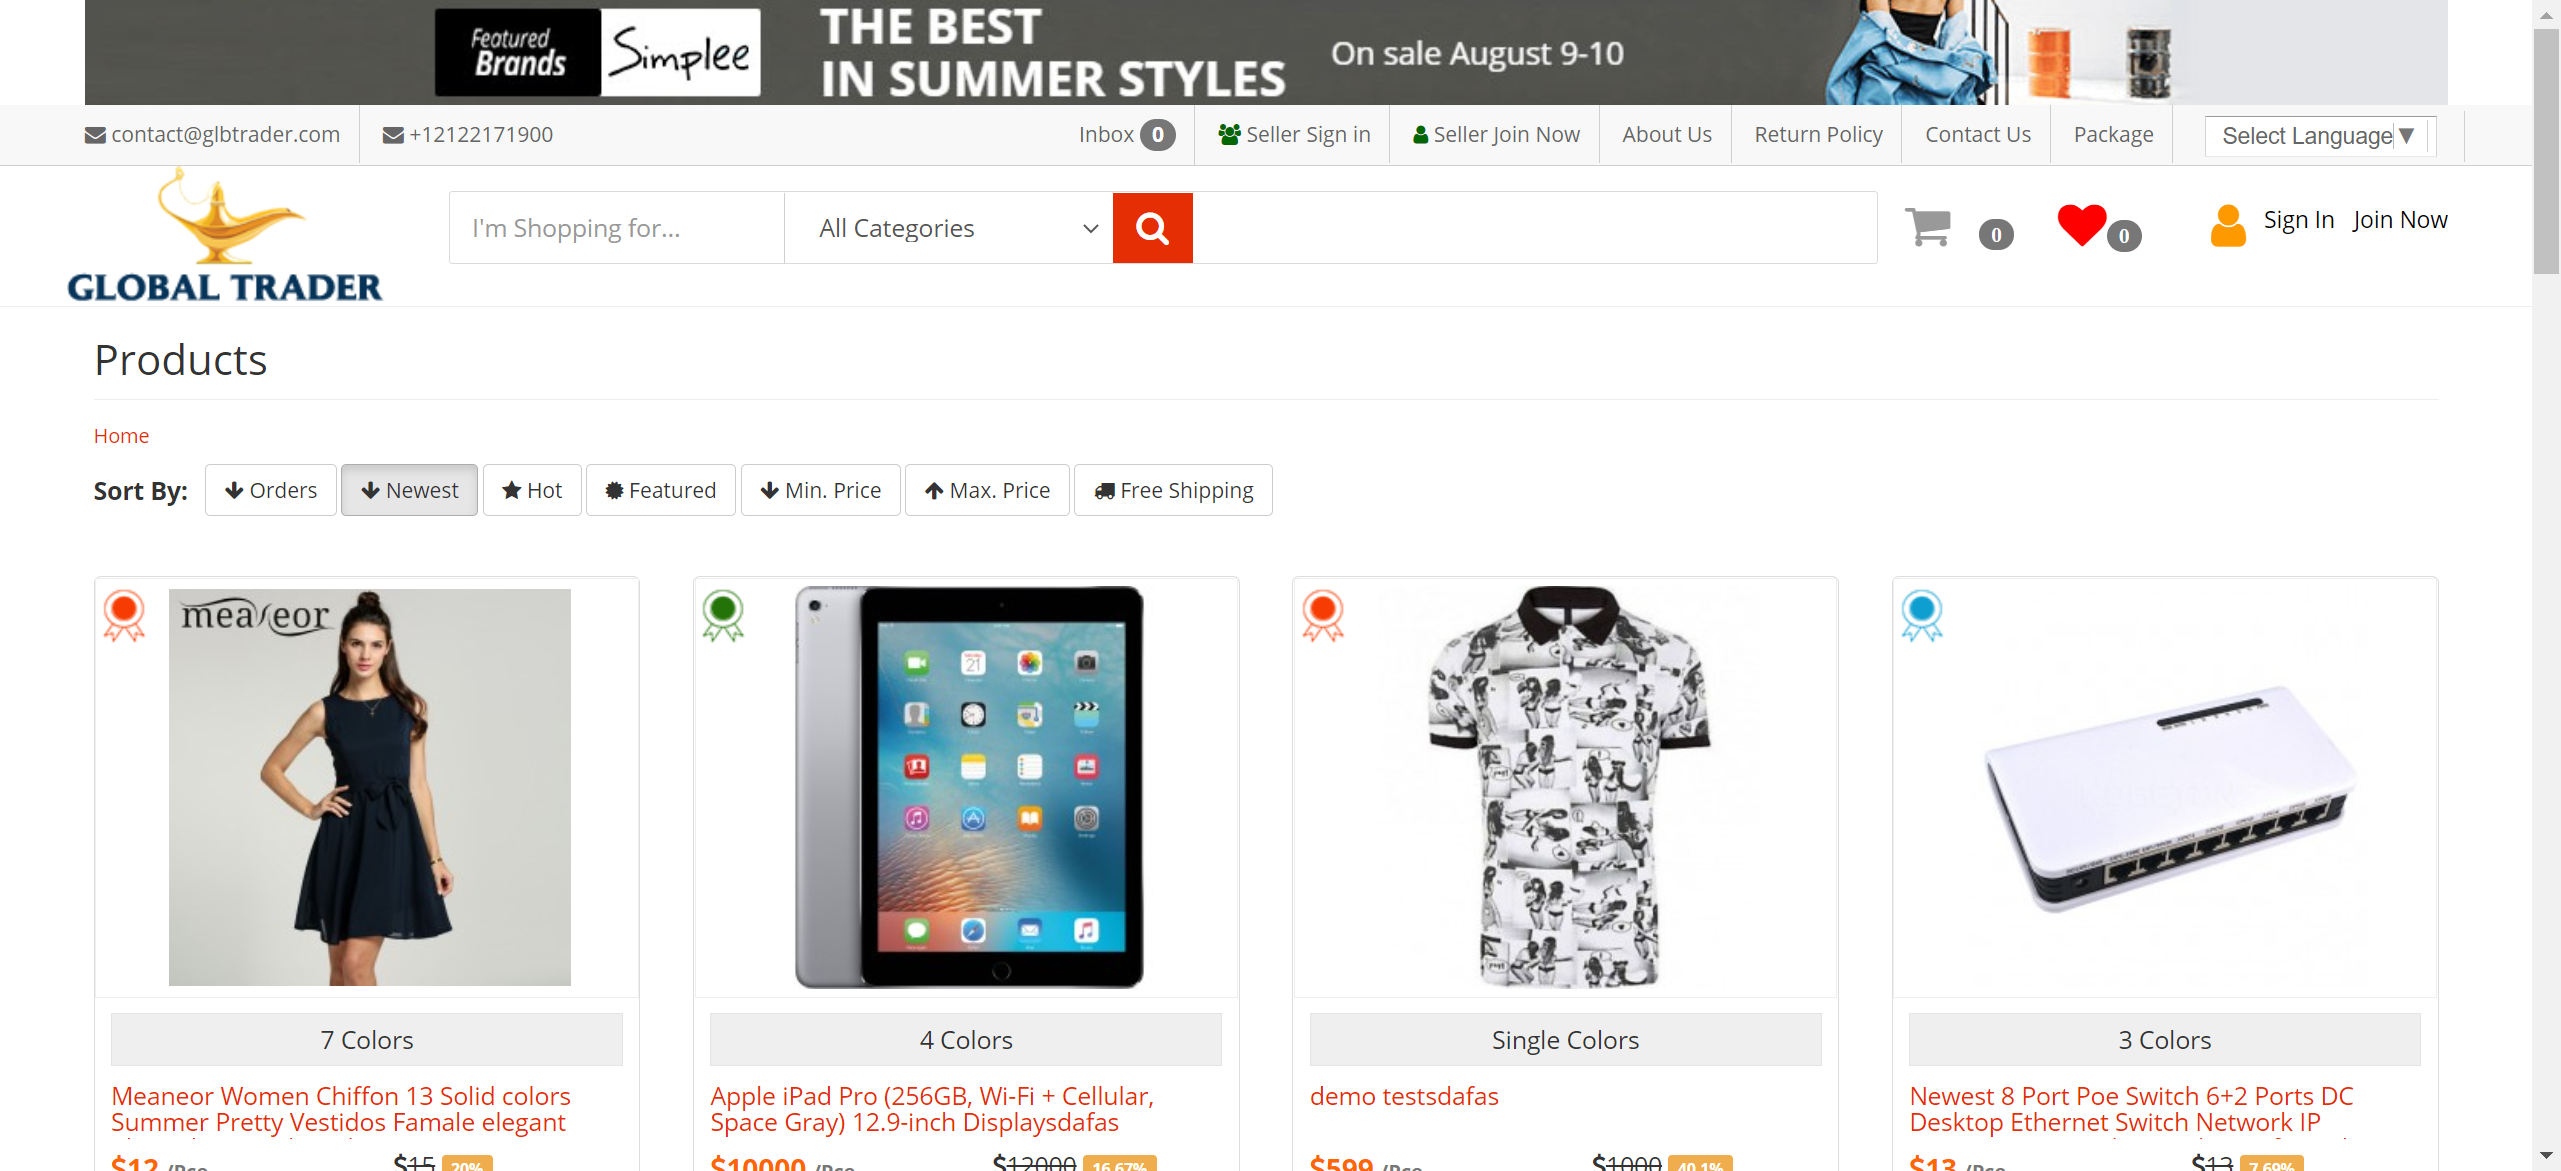 Featured
Brands
Simplee
THE BEST
IN SUMMER STYLES
On sale August 9-10
contact@glbtrader.com
+12122171900
Inbox 0
Seller Sign in
Seller Join Now
About Us
Return Policy
Contact Us
Package
Select Language ▼
GLOBAL TRADER
I'm Shopping for...
All Categories
0
0
Sign In
Join Now
Products
Home
Sort By:
Orders
Newest
Hot
Featured
Min. Price
Max. Price
Free Shipping
meaneor
7 Colors
4 Colors
Single Colors
3 Colors
Meaneor Women Chiffon 13 Solid colors
Summer Pretty Vestidos Famale elegant
Apple iPad Pro (256GB, Wi-Fi + Cellular,
Space Gray) 12.9-inch Displaysdafas
demo testsdafas
Newest 8 Port Poe Switch 6+2 Ports DC
Desktop Ethernet Switch Network IP
$12 /Pce $15 20%
$10000 /Pce $12000 16.67%
$599 /Pce $1000 40.1%
$13 /Pce $13 7.69%